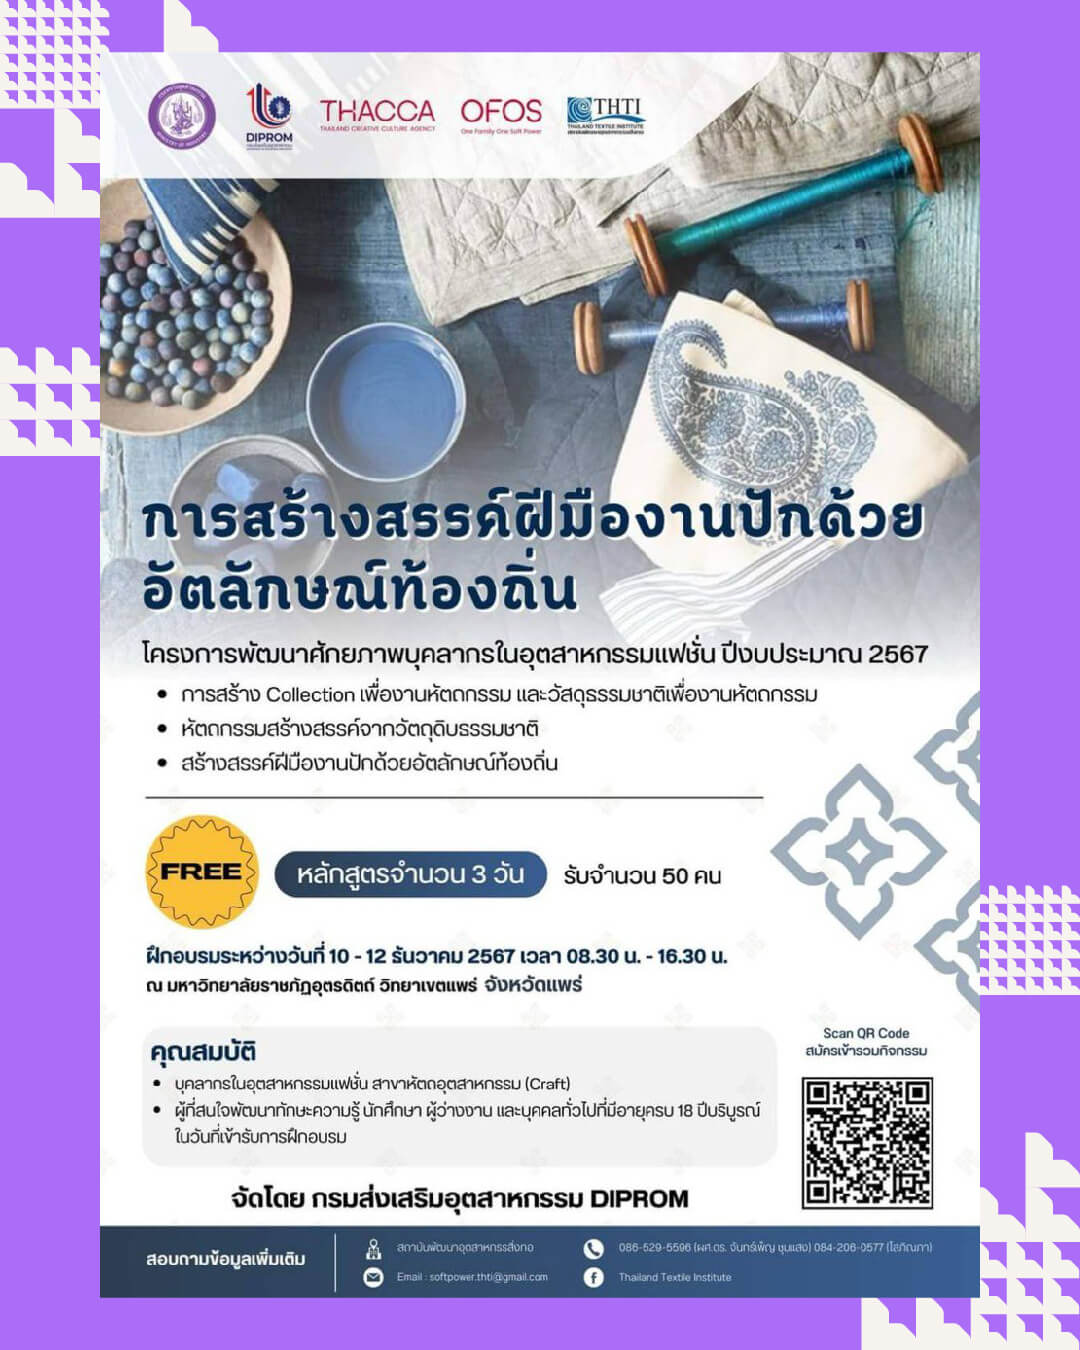 DIPROM
THACCA
THAILAND CREATIVE CULTURE AGENCY
OFOS
One Family One Soft Power
THTI
THAILAND TEXTILE INSTITUTE
การสร้างสรรค์ฝีมืองานปักด้วย
อัตลักษณ์ท้องถิ่น
โครงการพัฒนาศักยภาพบุคลากรในอุตสาหกรรมแฟชั่น ปีงบประมาณ 2567
• การสร้าง Collection เพื่องานหัตถกรรม และวัสดุธรรมชาติเพื่องานหัตถกรรม
• หัตถกรรมสร้างสรรค์จากวัตถุดิบธรรมชาติ
• สร้างสรรค์ฝีมืองานปักด้วยอัตลักษณ์ท้องถิ่น
FREE
หลักสูตรจำนวน 3 วัน
รับจำนวน 50 คน
ฝึกอบรมระหว่างวันที่ 10 - 12 ธันวาคม 2567 เวลา 08.30 น. - 16.30 น.
ณ มหาวิทยาลัยราชภัฏอุตรดิตถ์ วิทยาเขตแพร่ จังหวัดแพร่
คุณสมบัติ
• บุคลากรในอุตสาหกรรมแฟชั่น สาขาหัตถอุตสาหกรรม (Craft)
• ผู้ที่สนใจพัฒนาทักษะความรู้ นักศึกษา ผู้ว่างงาน และบุคคลทั่วไปที่มีอายุครบ 18 ปีบริบูรณ์
ในวันที่เข้ารับการฝึกอบรม
Scan QR Code
สมัครเข้าร่วมกิจกรรม
จัดโดย กรมส่งเสริมอุตสาหกรรม DIPROM
สอบถามข้อมูลเพิ่มเติม
สถาบันพัฒนาอุตสาหกรรมสิ่งทอ
Email : softpower.thti@gmail.com
086-529-5596 (ผศ.ดร. จันทร์เพ็ญ ชุมแสง) 084-206-0577 (โสภิณภา)
Thailand Textile Institute